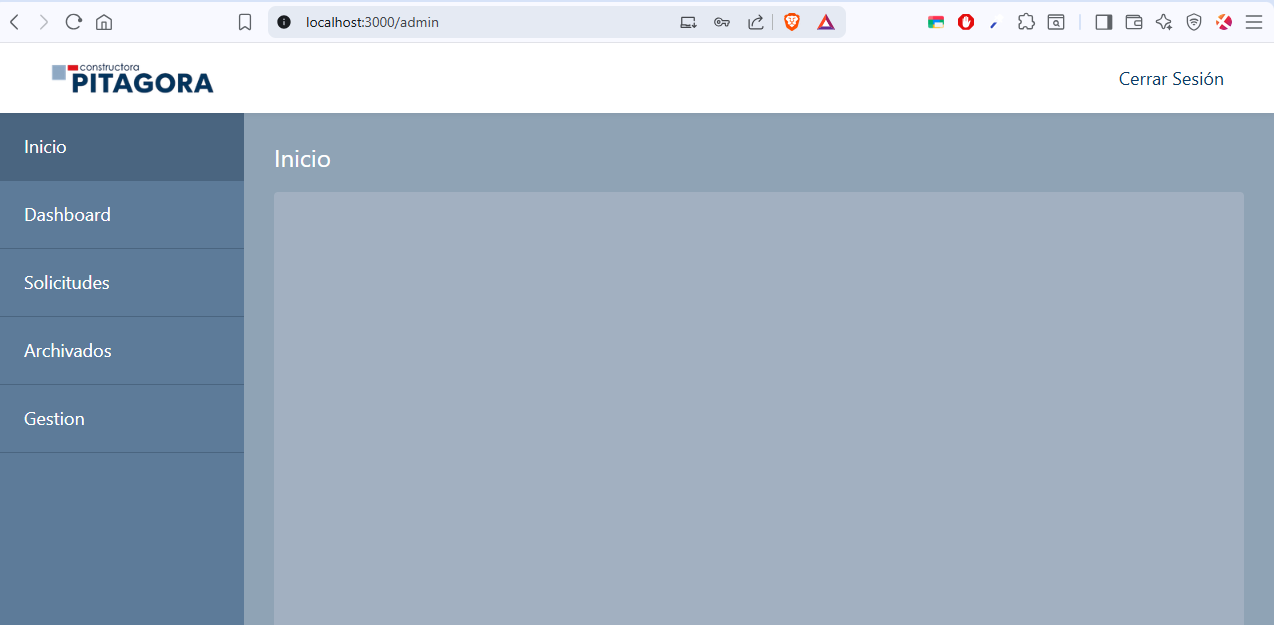 localhost:3000/admin
constructora
PITAGORA
Cerrar Sesión
Inicio
Dashboard
Solicitudes
Archivados
Gestion
Inicio